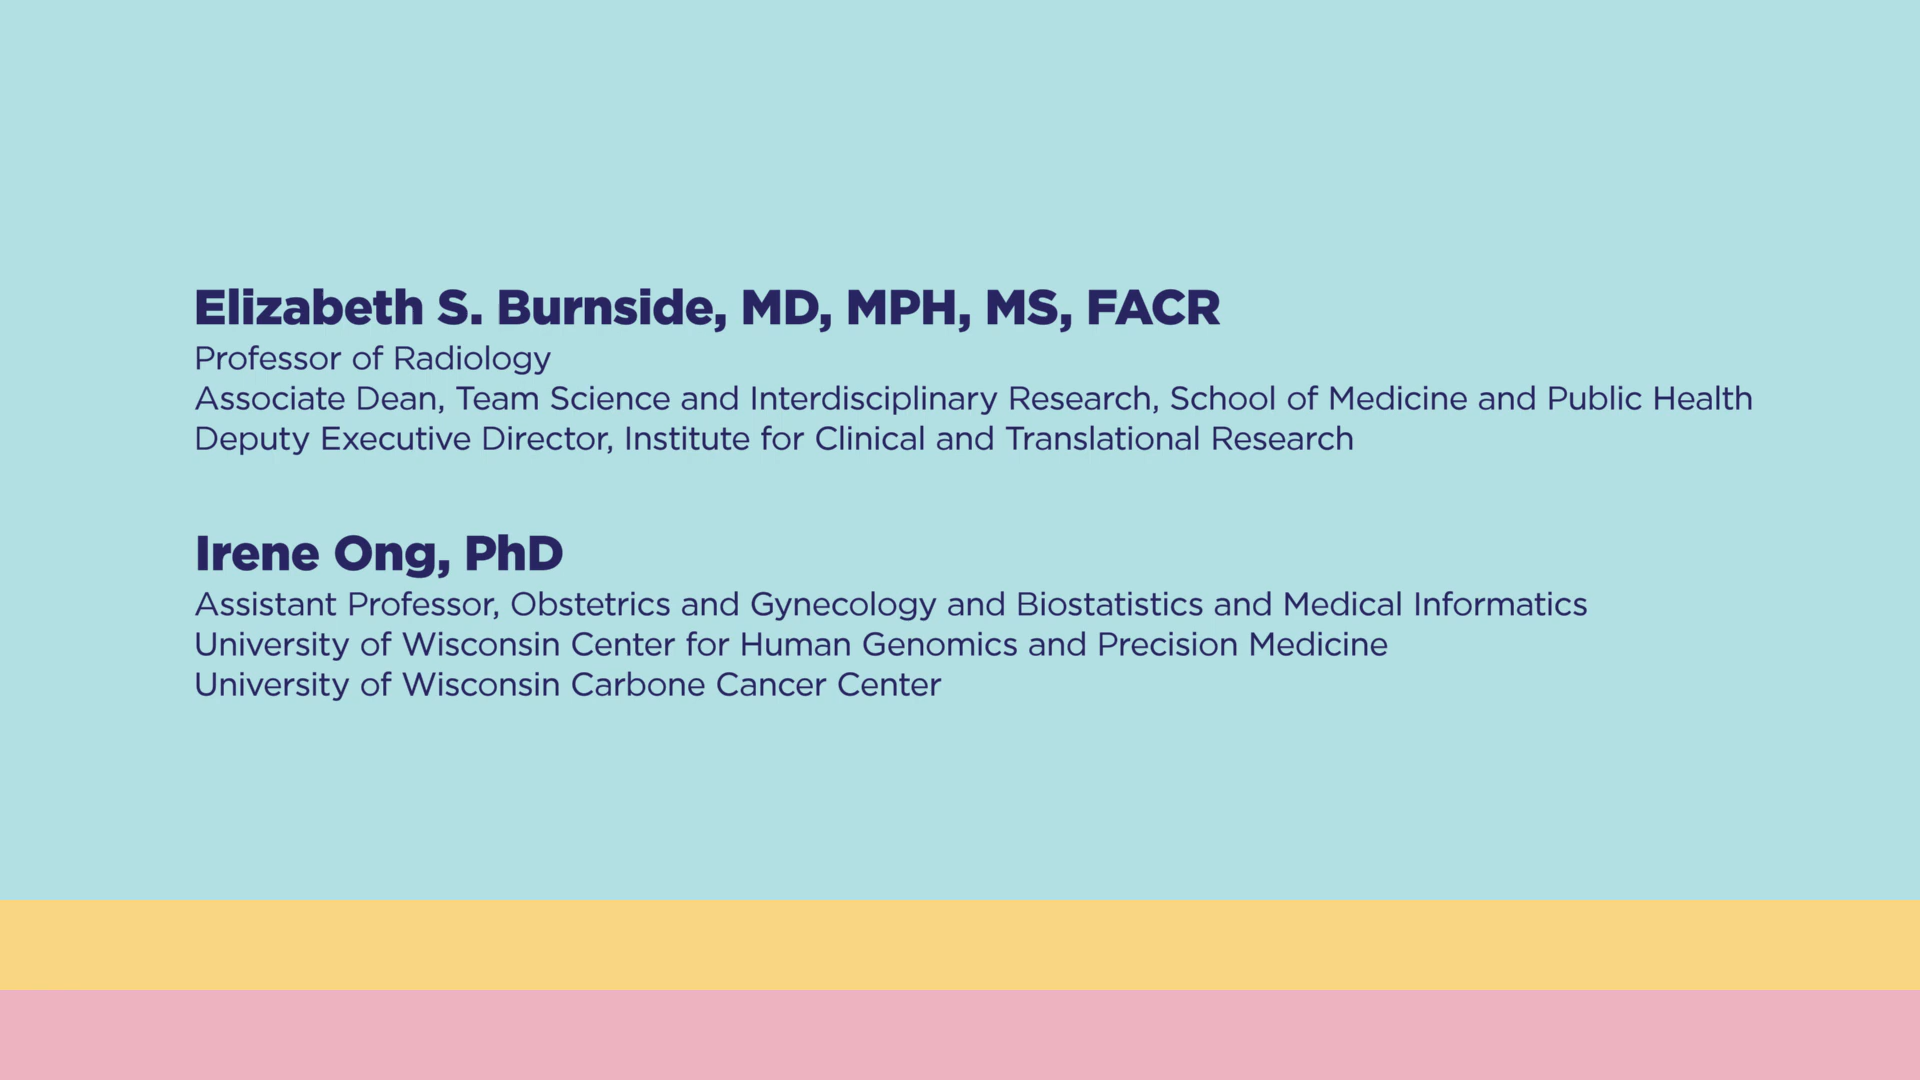 Elizabeth S. Burnside, MD, MPH, MS, FACR
Professor of Radiology
Associate Dean, Team Science and Interdisciplinary Research, School of Medicine and Public Health
Deputy Executive Director, Institute for Clinical and Translational Research
Irene Ong, PhD
Assistant Professor, Obstetrics and Gynecology and Biostatistics and Medical Informatics
University of Wisconsin Center for Human Genomics and Precision Medicine
University of Wisconsin Carbone Cancer Center